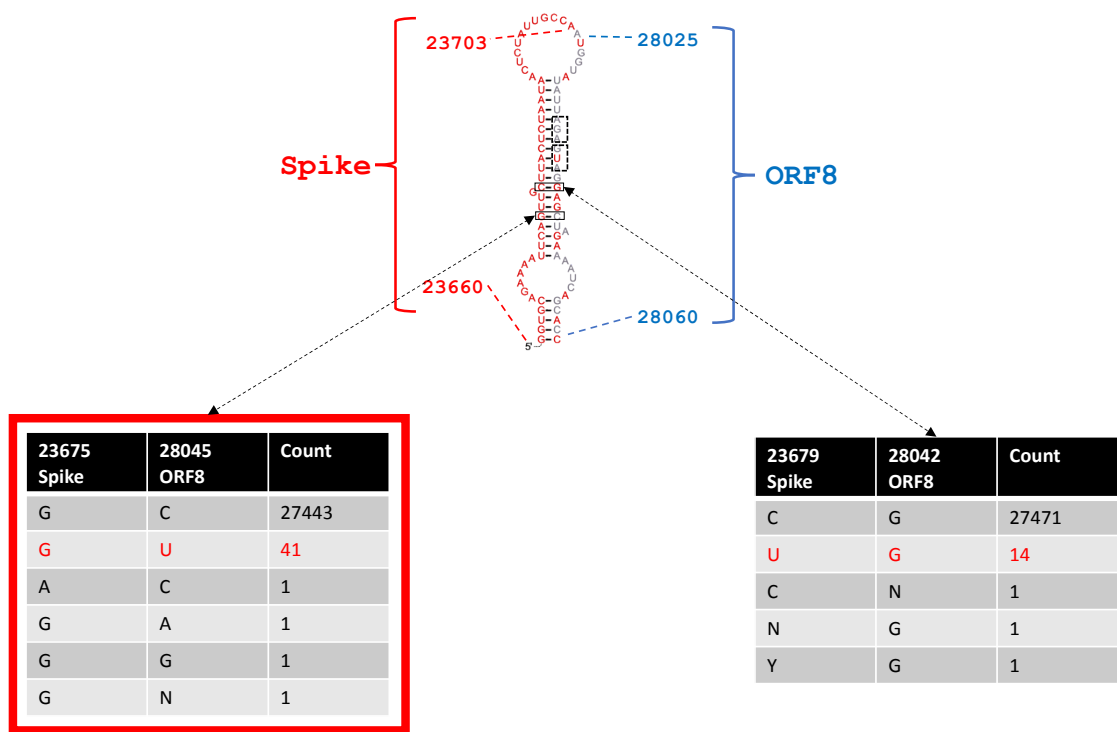 23703
28025
Spike
ORF8
23660
28060
5'
23675 Spike	28045 ORF8	Count
G	C	27443
G	U	41
A	C	1
G	A	1
G	G	1
G	N	1
23679 Spike	28042 ORF8	Count
C	G	27471
U	G	14
C	N	1
N	G	1
Y	G	1